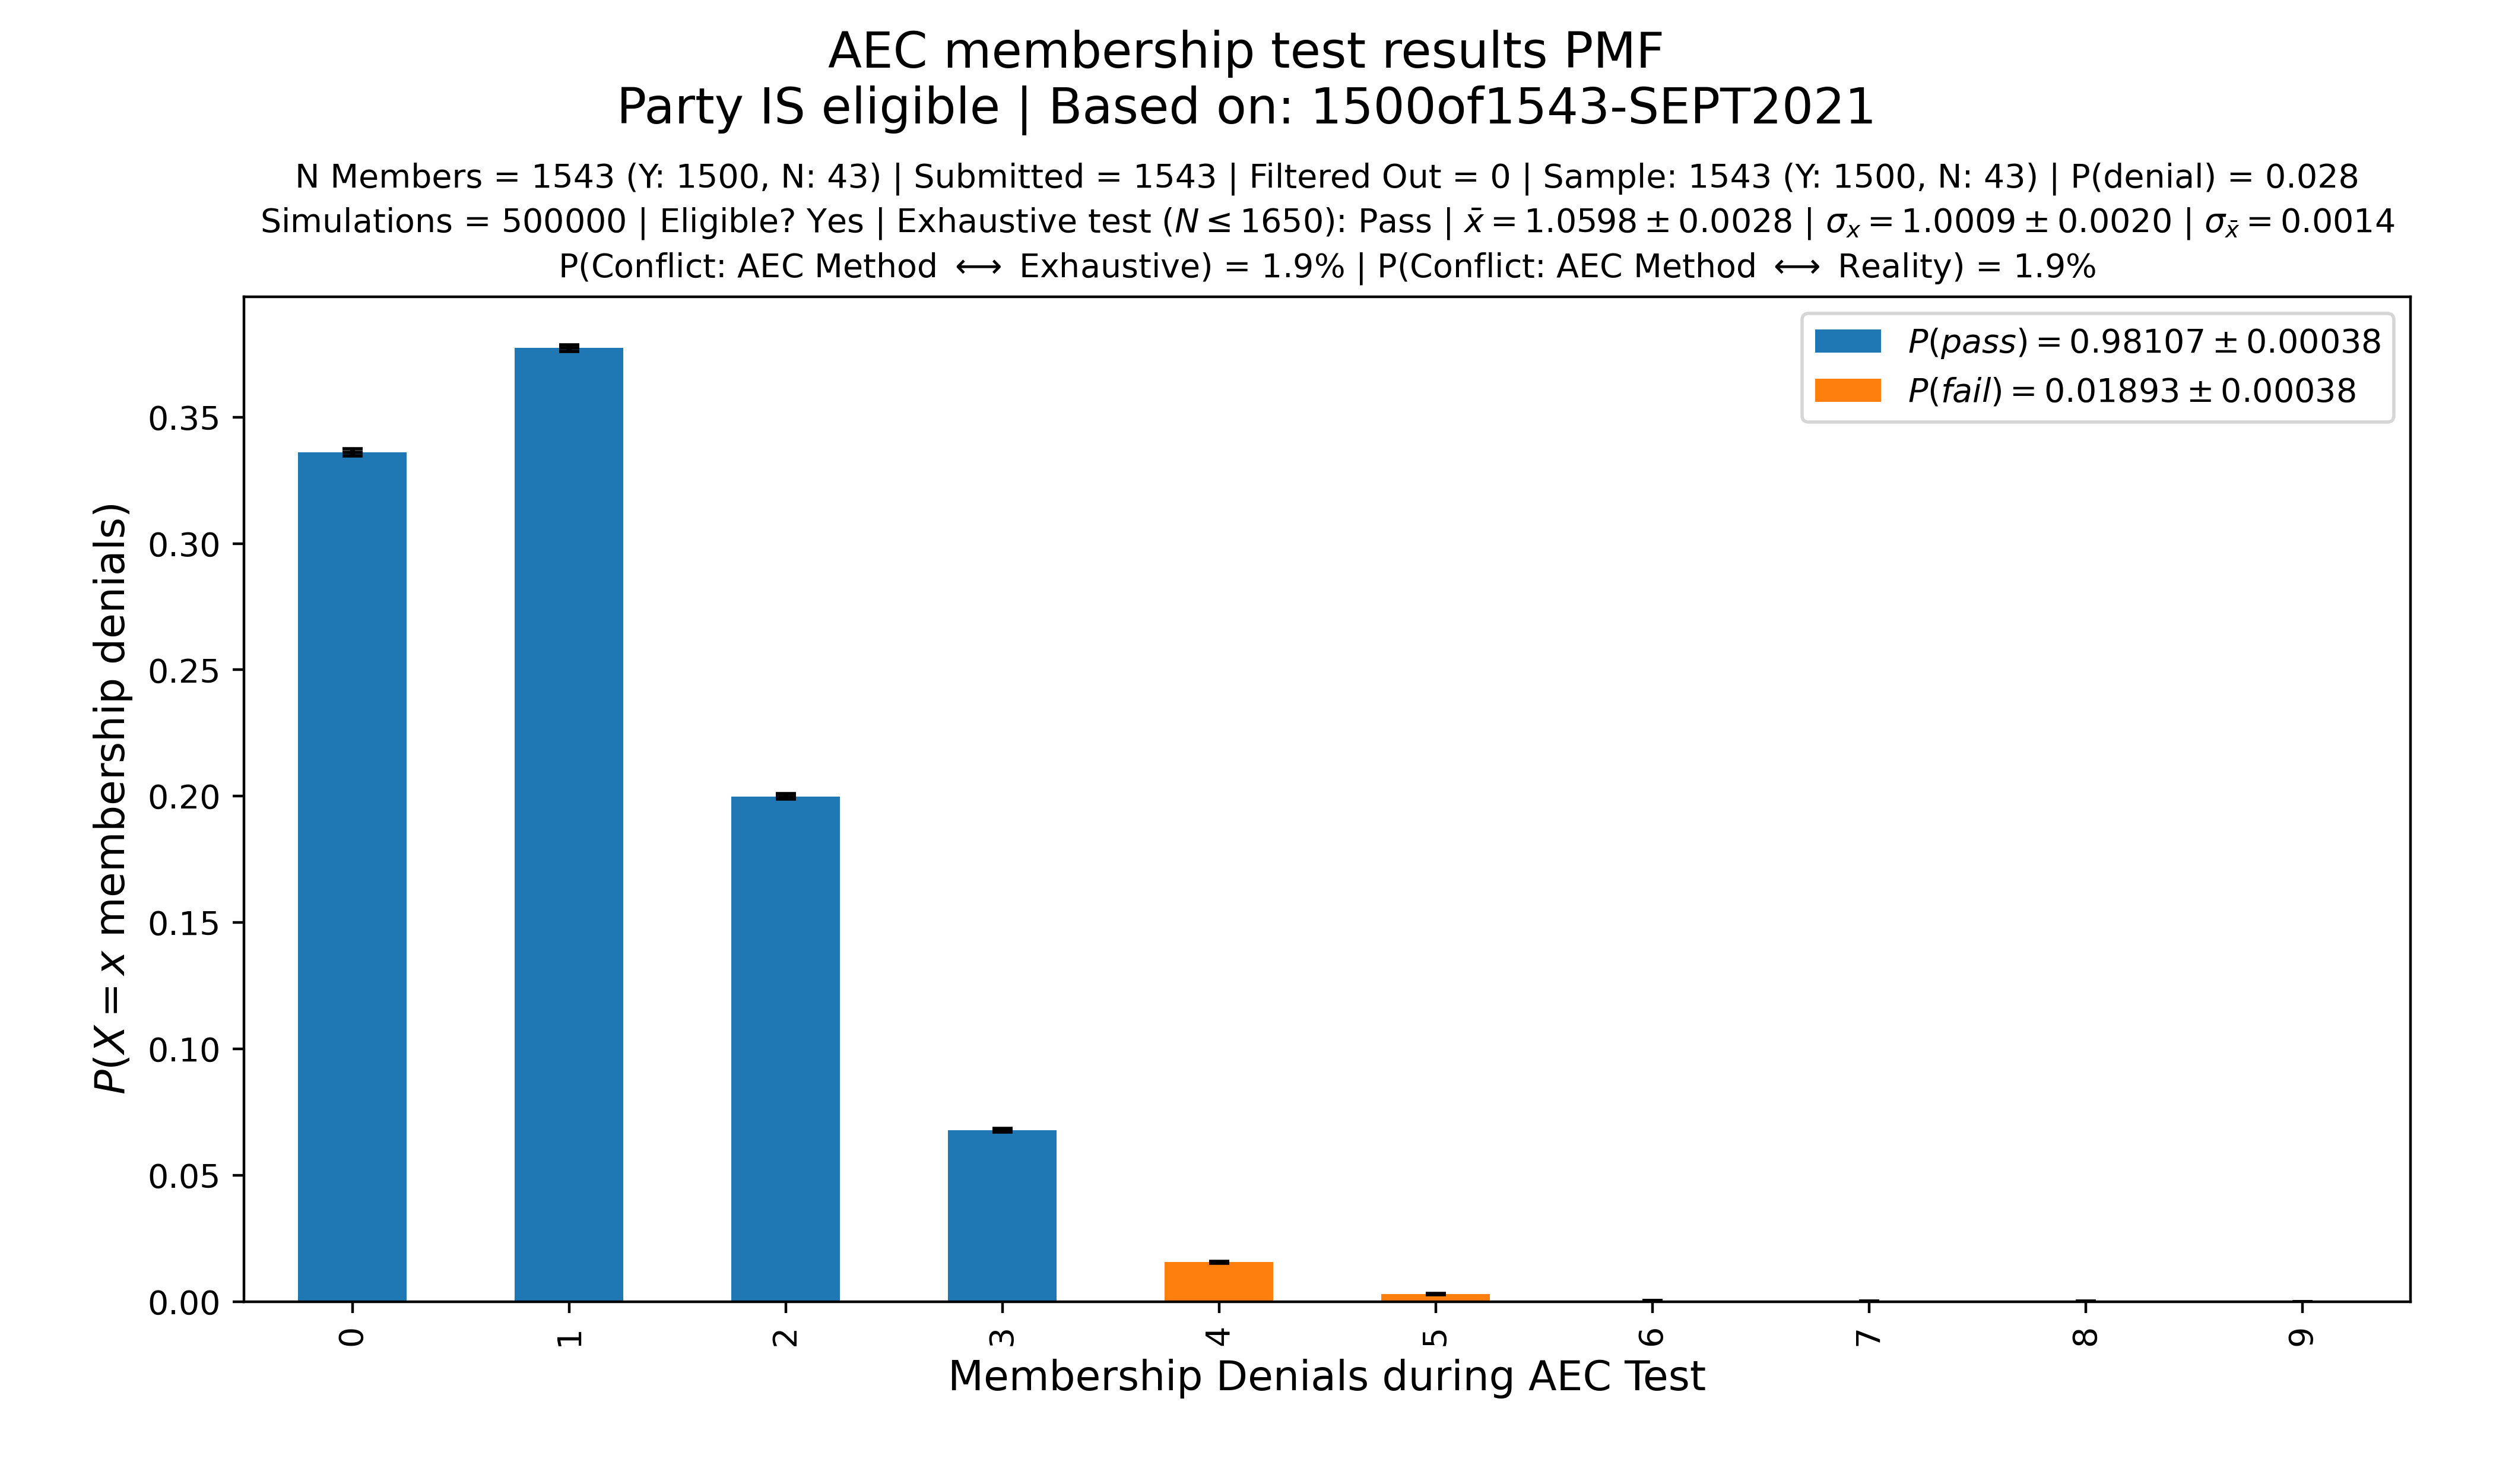 AEC membership test results PMF
Party IS eligible | Based on: 1500of1543-SEPT2021
N Members = 1543 (Y: 1500, N: 43) | Submitted = 1543 | Filtered Out = 0 | Sample: 1543 (Y: 1500, N: 43) | P(denial) = 0.028
Simulations = 500000 | Eligible? Yes | Exhaustive test (N ≤ 1650): Pass | x̄ = 1.0598 ± 0.0028 | σₓ = 1.0009 ± 0.0020 | σ_x̄ = 0.0014
P(Conflict: AEC Method ⟷ Exhaustive) = 1.9% | P(Conflict: AEC Method ⟷ Reality) = 1.9%
P(pass) = 0.98107 ± 0.00038
P(fail) = 0.01893 ± 0.00038
P(X = x membership denials)
0.35
0.30
0.25
0.20
0.15
0.10
0.05
0.00
0 1 2 3 4 5 6 7 8 9
Membership Denials during AEC Test